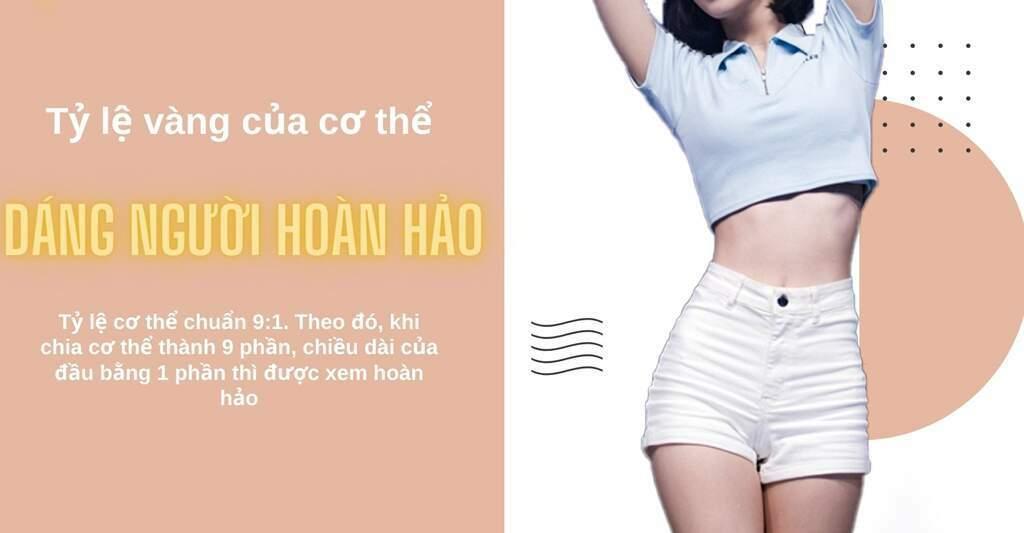 Tỷ lệ vàng của cơ thể
DÁNG NGƯỜI HOÀN HẢO
Tỷ lệ cơ thể chuẩn 9:1. Theo đó, khi
chia cơ thể thành 9 phần, chiều dài của
đầu bằng 1 phần thì được xem hoàn
hảo